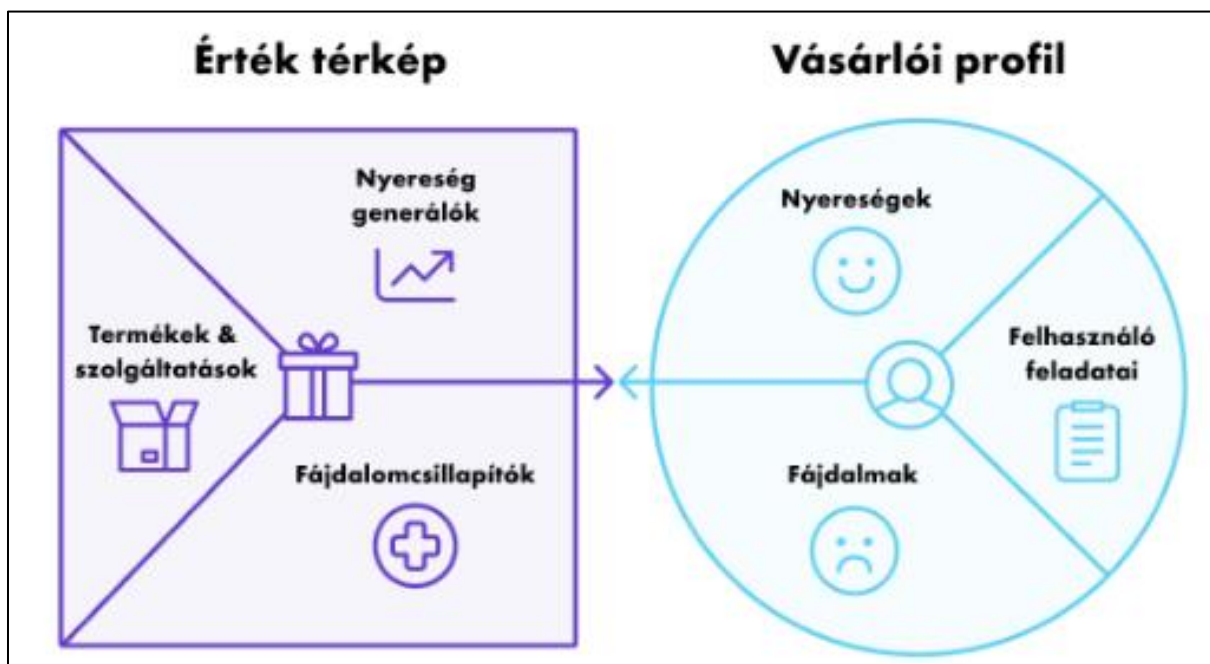 Érték térkép
Nyereség
generálók
Termékek &
szolgáltatások
Fájdalomcsillapítók
Vásárlói profil
Nyereségek
Felhasználó
feladatai
Fájdalmak